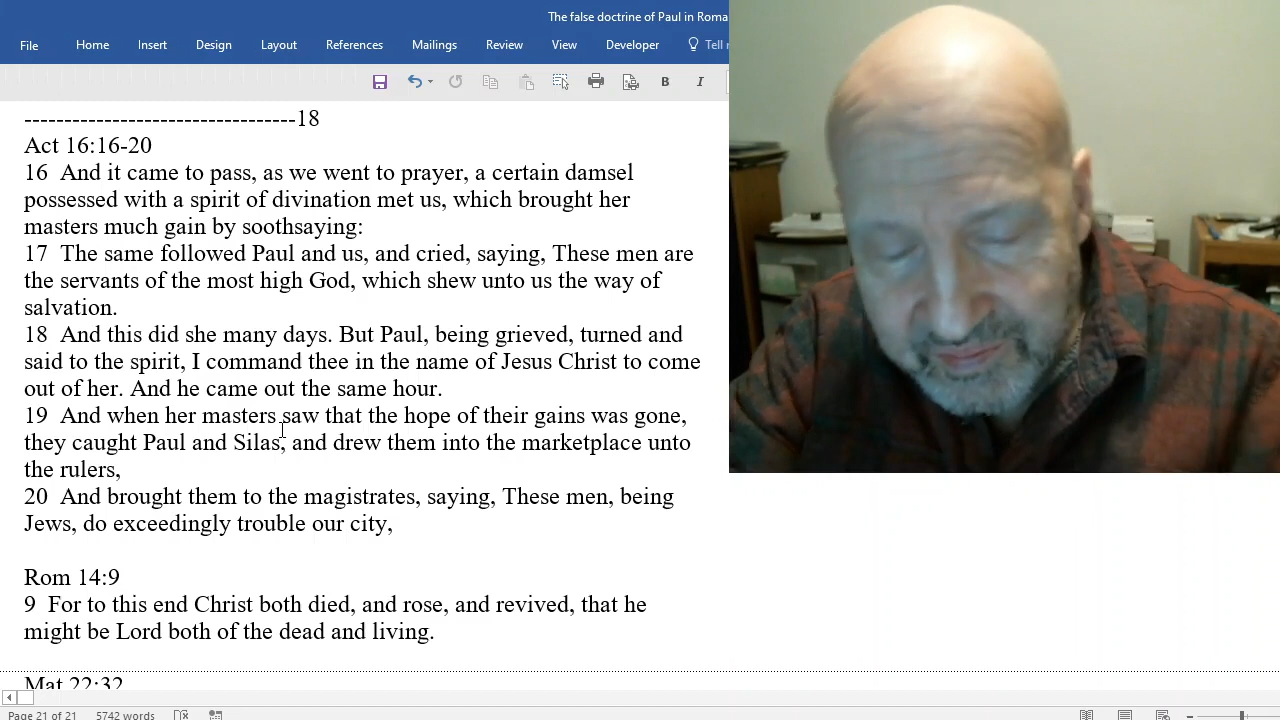 The false doctrine of Paul in Roma
File Home Insert Design Layout References Mailings Review View Developer Tell
B I
----------------------------------18
Act 16:16-20
16 And it came to pass, as we went to prayer, a certain damsel
possessed with a spirit of divination met us, which brought her
masters much gain by soothsaying:
17 The same followed Paul and us, and cried, saying, These men are
the servants of the most high God, which shew unto us the way of
salvation.
18 And this did she many days. But Paul, being grieved, turned and
said to the spirit, I command thee in the name of Jesus Christ to come
out of her. And he came out the same hour.
19 And when her masters saw that the hope of their gains was gone,
they caught Paul and Silas, and drew them into the marketplace unto
the rulers,
20 And brought them to the magistrates, saying, These men, being
Jews, do exceedingly trouble our city,
Rom 14:9
9 For to this end Christ both died, and rose, and revived, that he
might be Lord both of the dead and living.
Mat 22:32
Page 21 of 21 5742 words